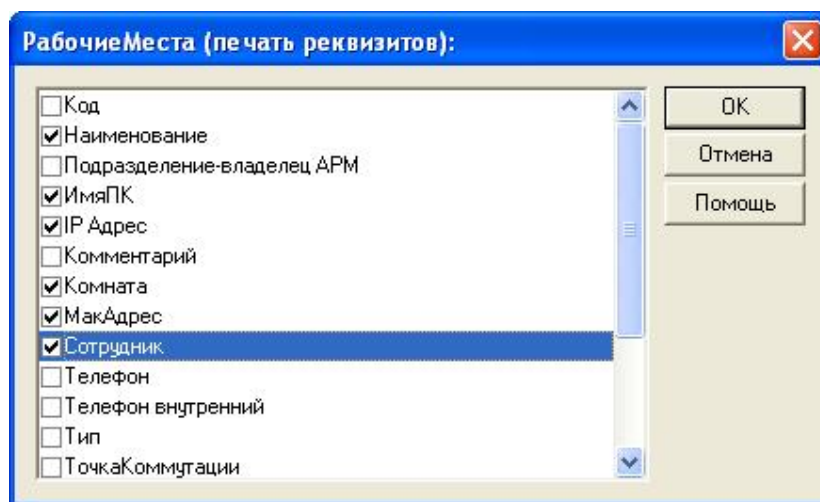 РабочиеМеста (печать реквизитов):
Код
Наименование
Подразделение-владелец АРМ
ИмяПК
IP Адрес
Комментарий
Комната
МакАдрес
Сотрудник
Телефон
Телефон внутренний
Тип
ТочкаКоммутации
OK
Отмена
Помощь